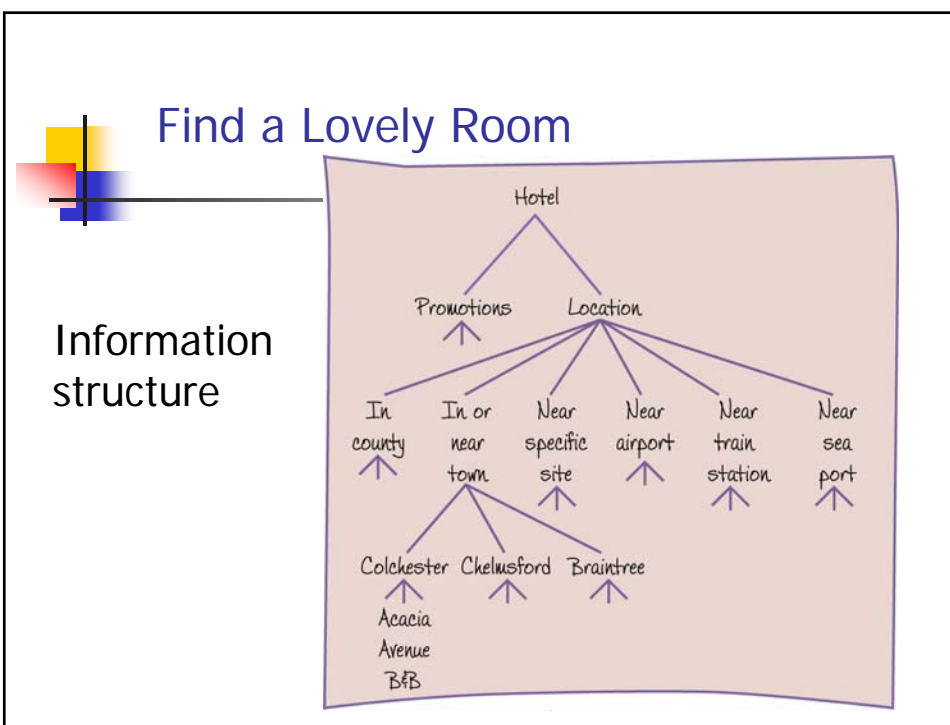 Find a Lovely Room
Information
structure
Hotel
Promotions Location
In
county
In or
near
town
Near
specific
site
Near
airport
Near
train
station
Near
sea
port
Colchester Chelmsford Braintree
Acacia
Avenue
B&B